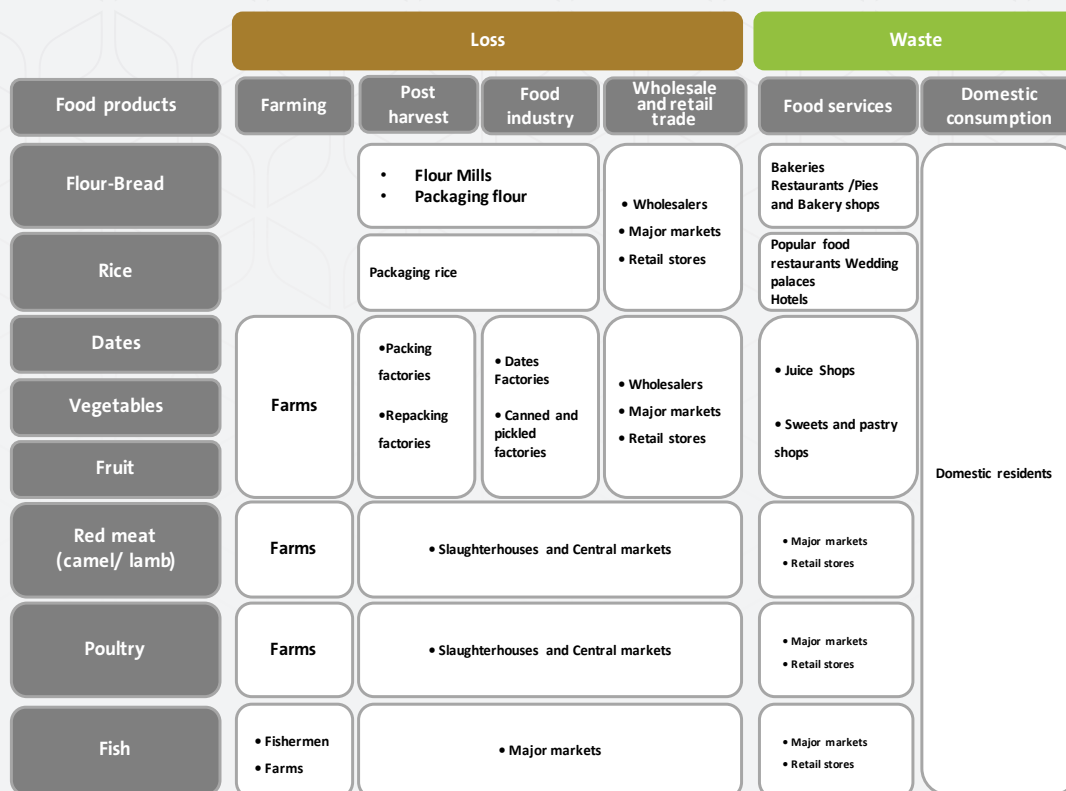 Loss
Waste
Food products
Farming
Post
harvest
Food
industry
Wholesale
and retail
trade
Food services
Domestic
consumption
Flour-Bread
• Flour Mills
• Packaging flour
• Wholesalers
• Major markets
• Retail stores
Bakeries
Restaurants /Pies
and Bakery shops
Domestic residents
Rice
Packaging rice
Popular food
restaurants Wedding
palaces
Hotels
Dates
Vegetables
Fruit
Farms
•Packing
factories
•Repacking
factories
• Dates
Factories
• Canned and
pickled
factories
• Wholesalers
• Major markets
• Retail stores
• Juice Shops
• Sweets and pastry
shops
Red meat
(camel/ lamb)
Farms
• Slaughterhouses and Central markets
• Major markets
• Retail stores
Poultry
Farms
• Slaughterhouses and Central markets
• Major markets
• Retail stores
Fish
• Fishermen
• Farms
• Major markets
• Major markets
• Retail stores